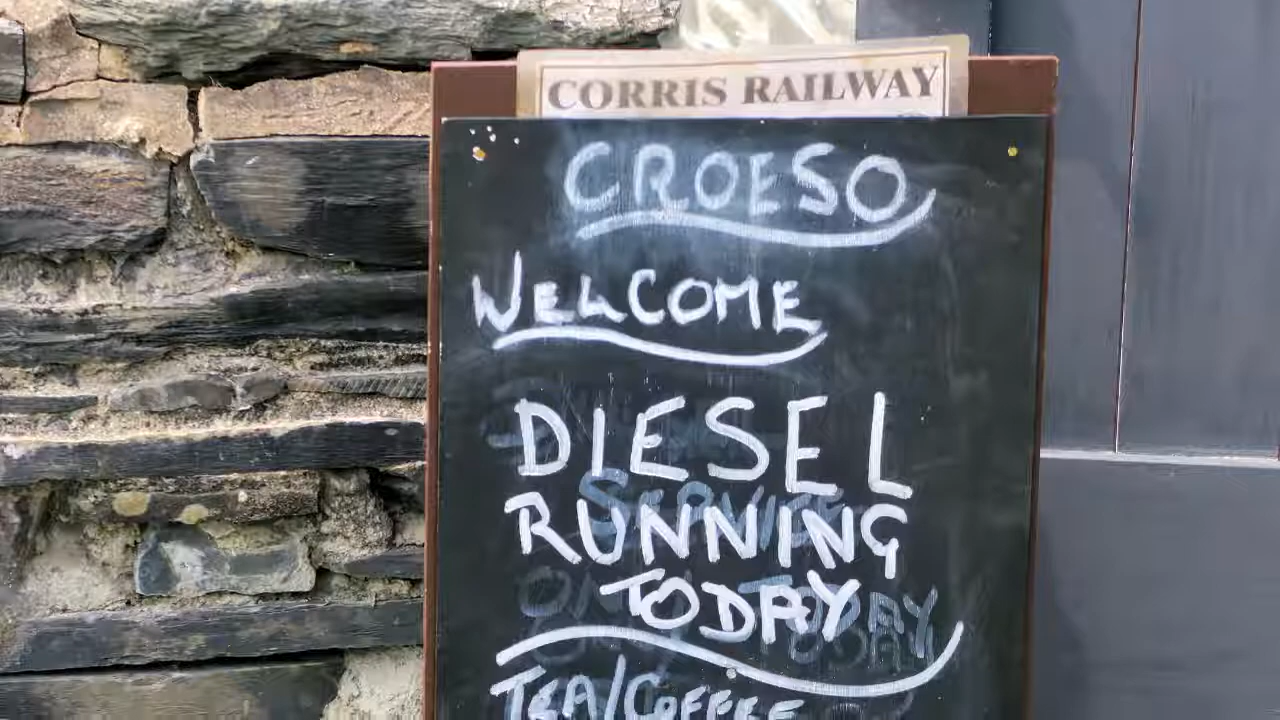 CORRIS RAILWAY
CROESO
WELCOME
DIESEL
RUNNING
TODAY
TEA/COFFEE